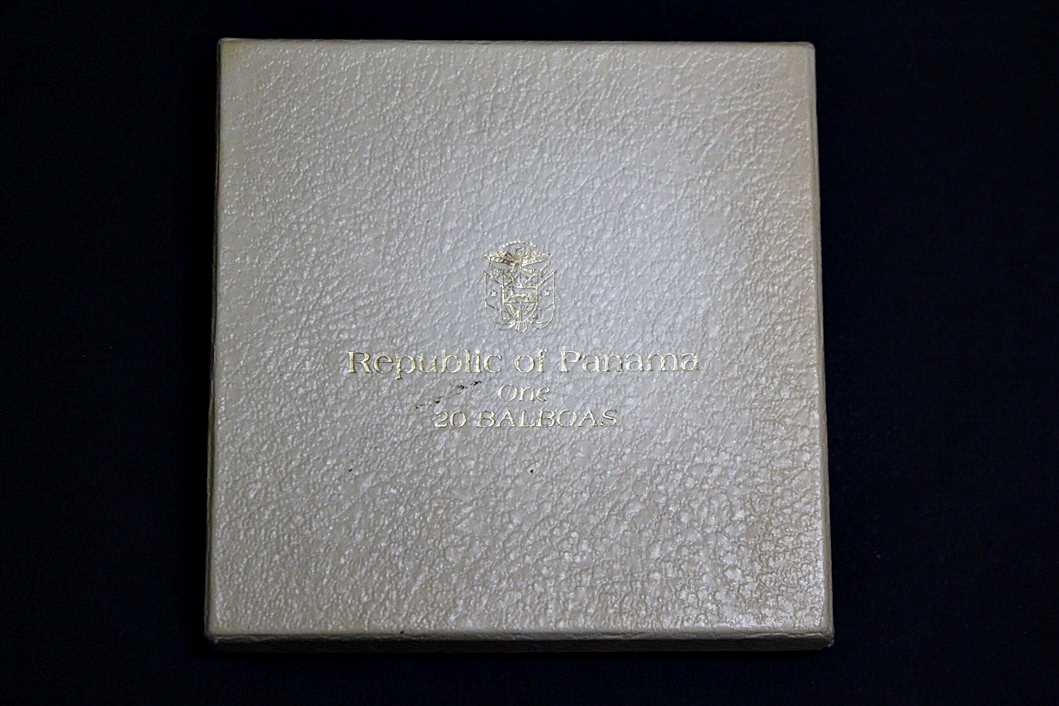 Republic of Panama
One
20 BALBOAS